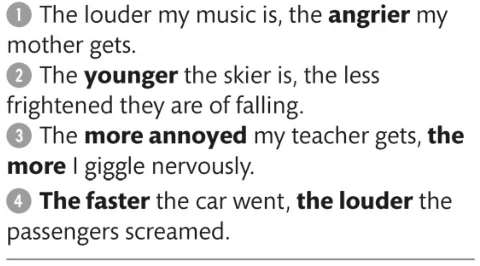 1 The louder my music is, the angrier my
mother gets.
2 The younger the skier is, the less
frightened they are of falling.
3 The more annoyed my teacher gets, the
more I giggle nervously.
4 The faster the car went, the louder the
passengers screamed.